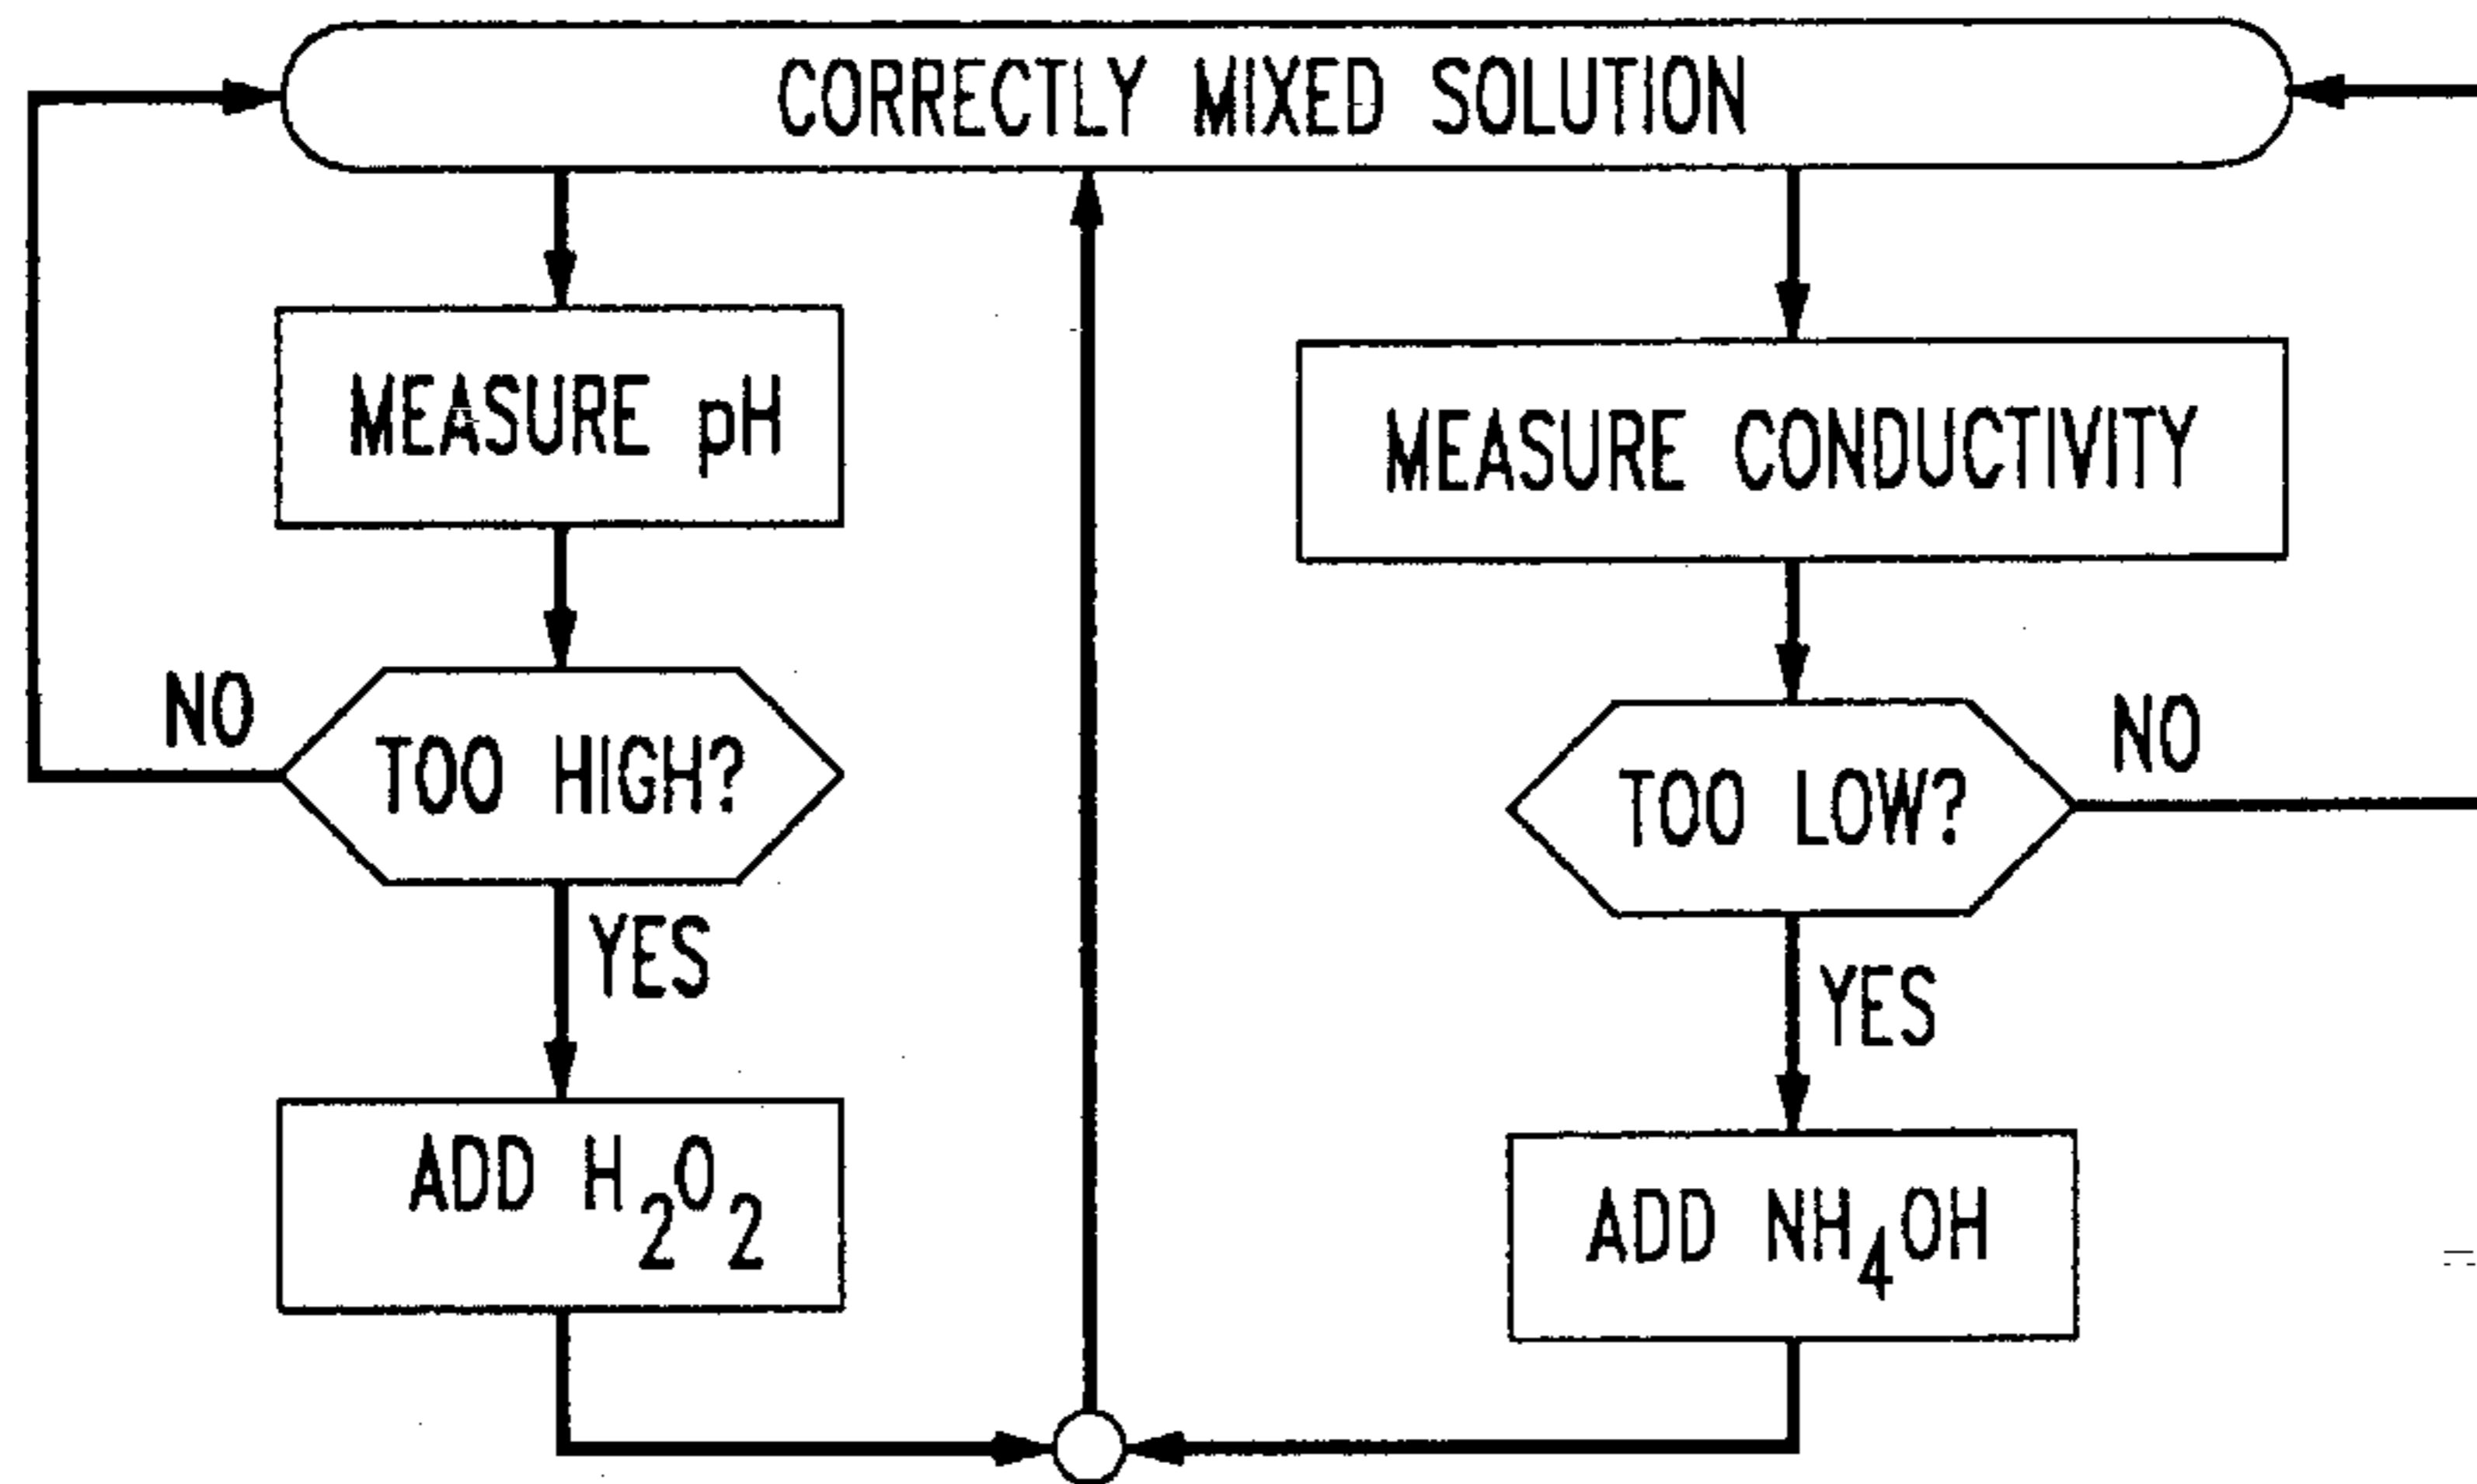 CORRECTLY MIXED SOLUTION
MEASURE pH
MEASURE CONDUCTIVITY
NO
TOO HIGH?
NO
TOO LOW?
YES
YES
ADD H₂O₂
ADD NH₄OH